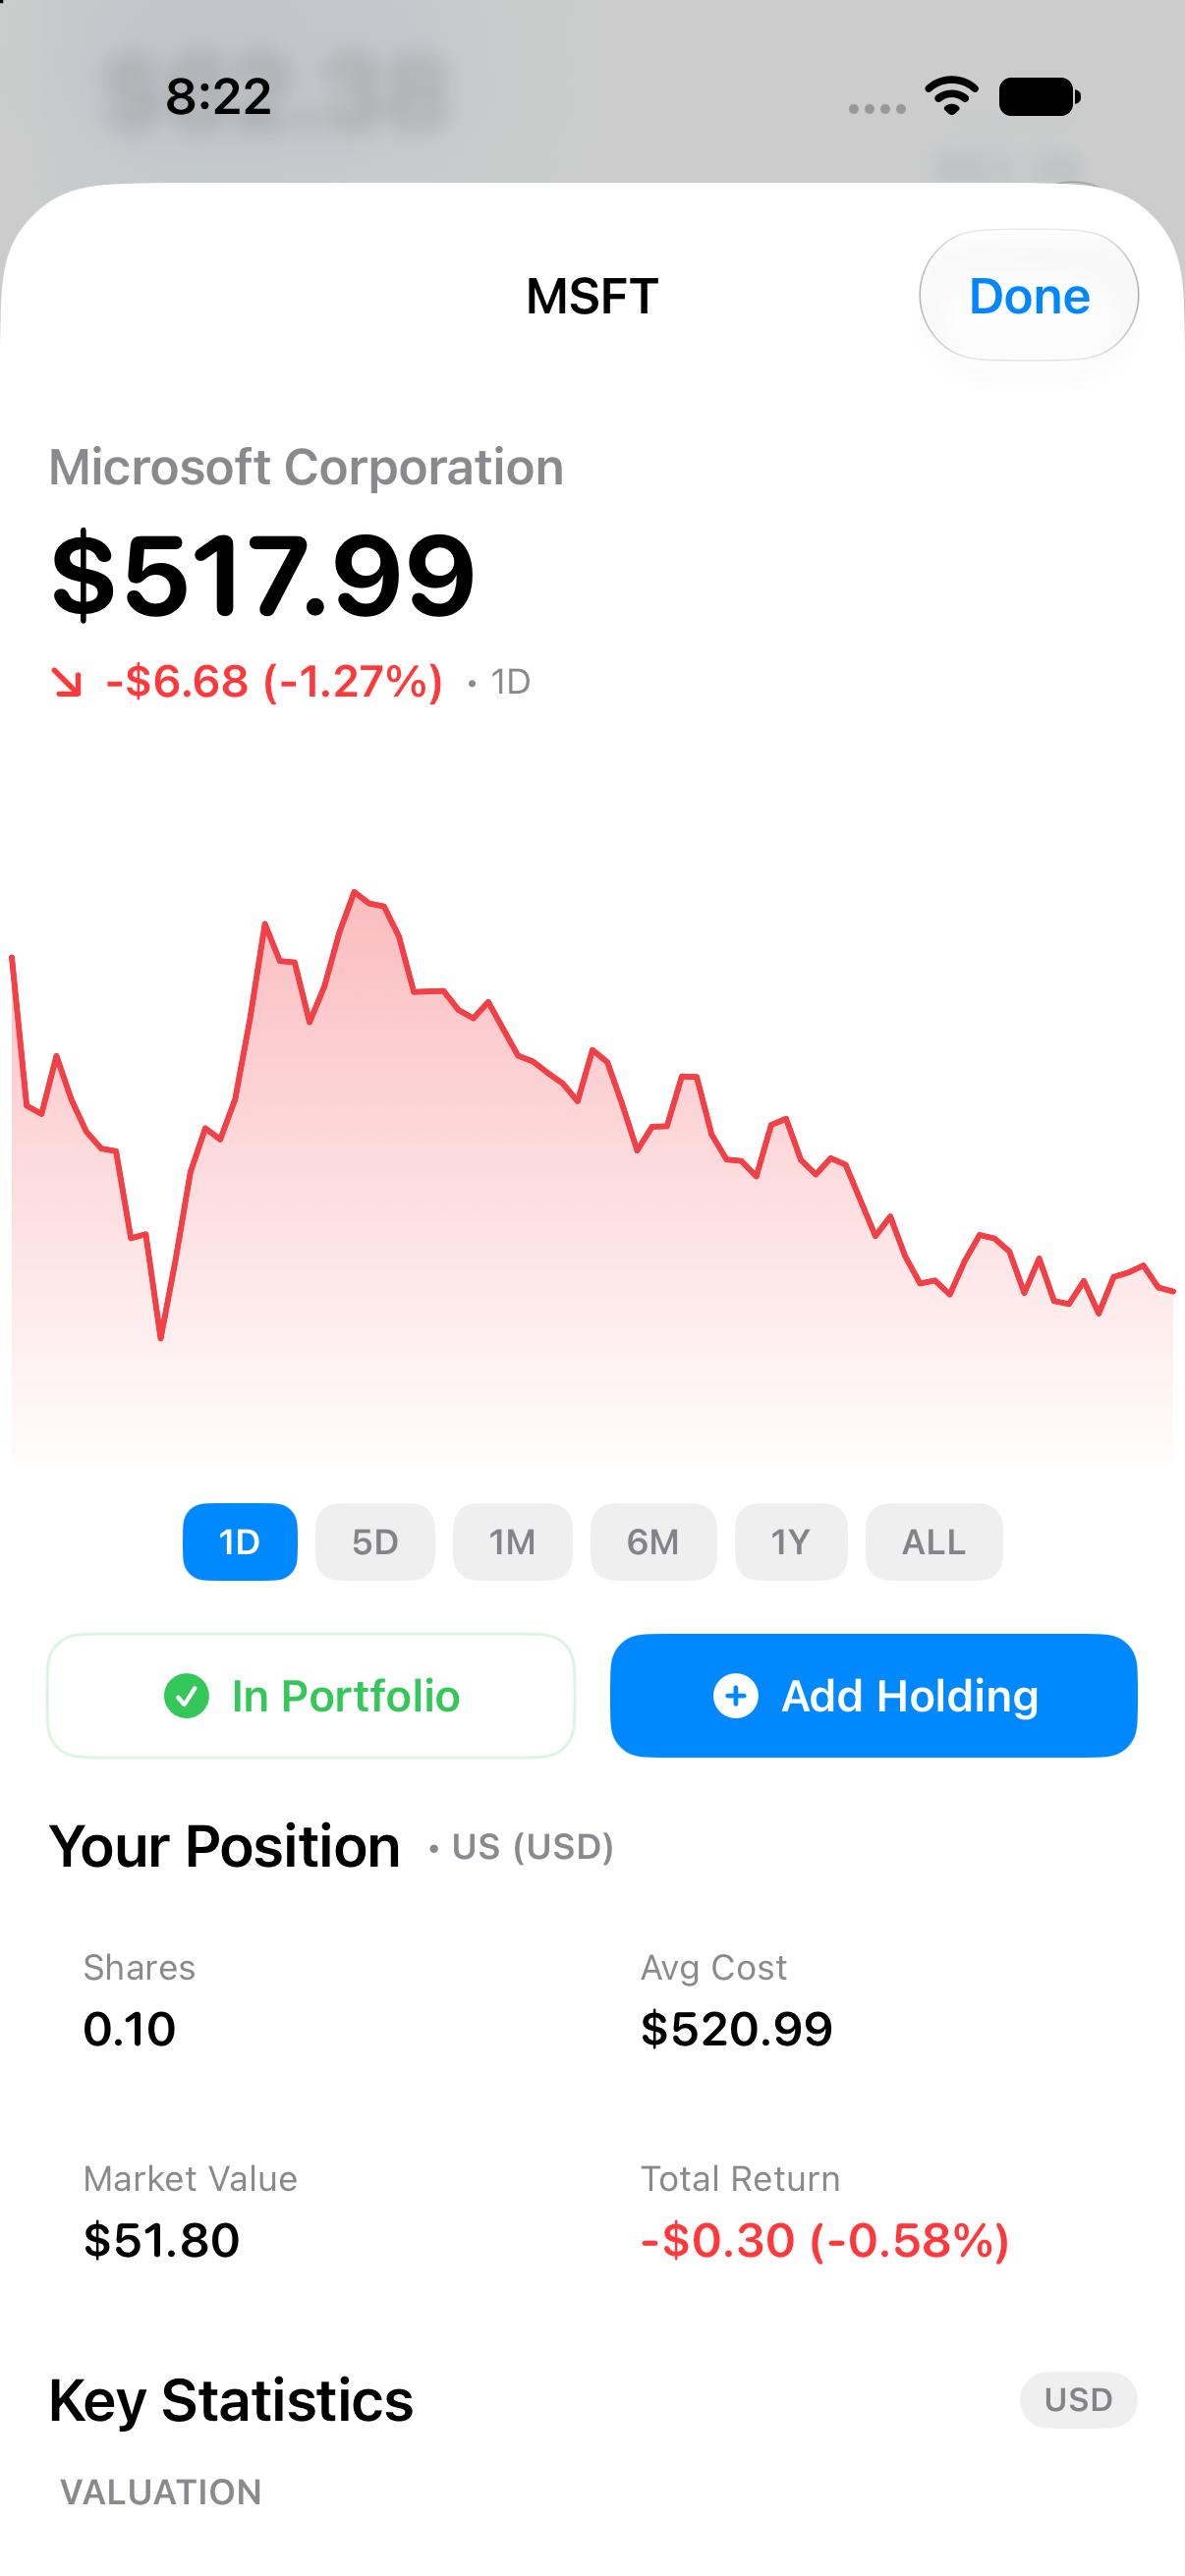 8:22
MSFT
Done
Microsoft Corporation
$517.99
-$6.68 (-1.27%) • 1D
1D 5D 1M 6M 1Y ALL
In Portfolio
Add Holding
Your Position • US (USD)
Shares
0.10
Avg Cost
$520.99
Market Value
$51.80
Total Return
-$0.30 (-0.58%)
Key Statistics
USD
VALUATION